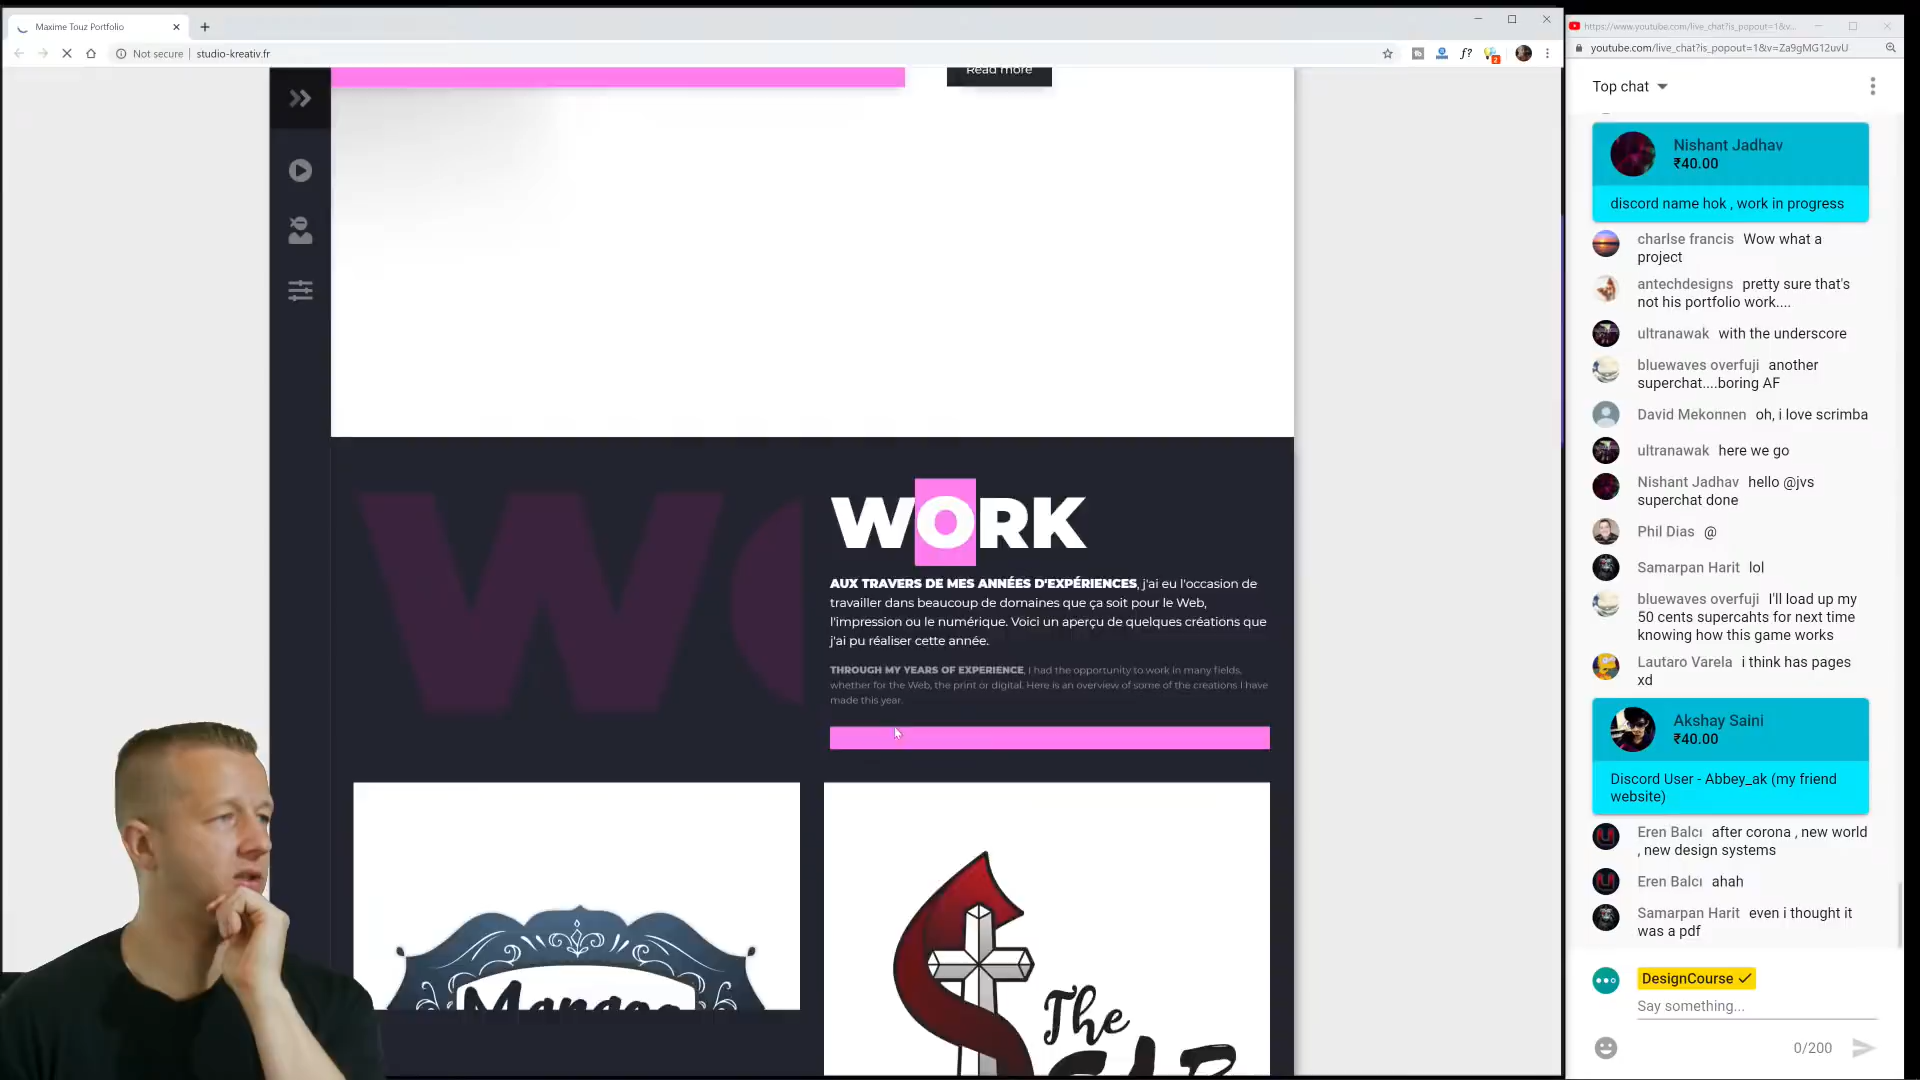 Maxime Touz Portfolio
Not secure
studio-kreativ.fr
Read more
WO
WORK
AUX TRAVERS DE MES ANNÉES D'EXPÉRIENCES, j'ai eu l'occasion de
travailler dans beaucoup de domaines que ça soit pour le Web,
l'impression ou le numérique. Voici un aperçu de quelques créations que
j'ai pu réaliser cette année.
THROUGH MY YEARS OF EXPERIENCE, I had the opportunity to work in many fields,
whether for the Web, the print or digital. Here is an overview of some of the creations I have
made this year.
The
https://www.youtube.com/live_chat?is_popout=1&v...
youtube.com/live_chat?is_popout=1&v=Za9gMG12uvU
Top chat
Nishant Jadhav
₹40.00
discord name hok , work in progress
charlse francis Wow what a
project
antechdesigns pretty sure that's
not his portfolio work....
ultranawak with the underscore
bluewaves overfuji another
superchat....boring AF
David Mekonnen oh, i love scrimba
ultranawak here we go
Nishant Jadhav hello @jvs
superchat done
Phil Dias @
Samarpan Harit lol
bluewaves overfuji I'll load up my
50 cents supercahts for next time
knowing how this game works
Lautaro Varela i think has pages
xd
Akshay Saini
₹40.00
Discord User - Abbey_ak (my friend
website)
Eren Balcı after corona , new world
, new design systems
Eren Balcı ahah
Samarpan Harit even i thought it
was a pdf
DesignCourse
Say something...
0/200